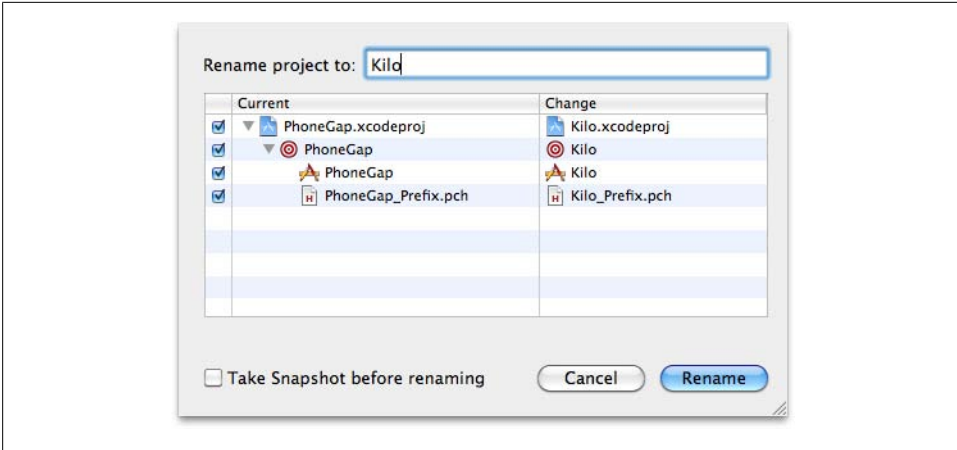 Rename project to: Kilo
Current Change
PhoneGap.xcodeproj Kilo.xcodeproj
PhoneGap Kilo
PhoneGap Kilo
H PhoneGap_Prefix.pch H Kilo_Prefix.pch
Take Snapshot before renaming Cancel Rename